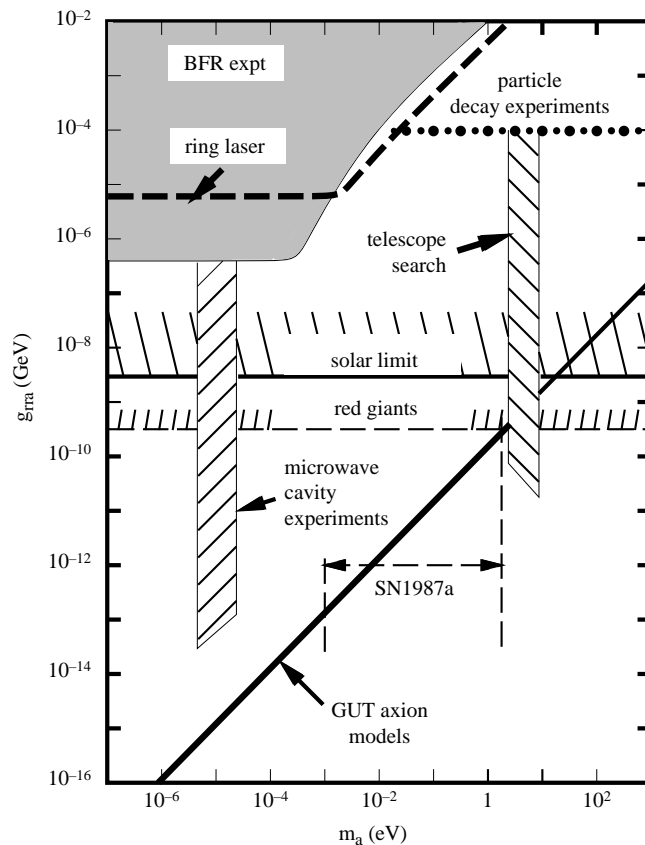 10⁻²
BFR expt
particle
decay experiments
10⁻⁴
ring laser
telescope
search
10⁻⁶
10⁻⁸
solar limit
g_rra (GeV)
red giants
10⁻¹⁰
microwave
cavity
experiments
10⁻¹²
SN1987a
10⁻¹⁴
GUT axion
models
10⁻¹⁶
10⁻⁶ 10⁻⁴ 10⁻² 1 10²
m_a (eV)